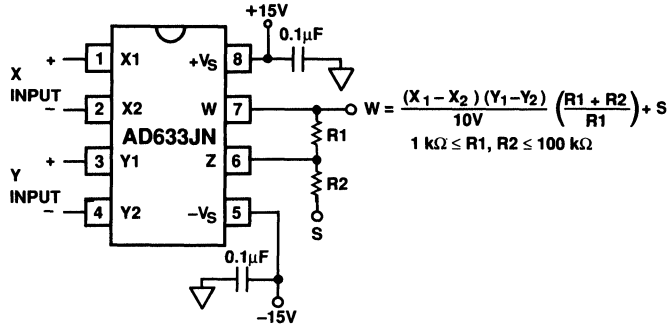 +15V
0.1µF
+ 1 X1 +VS 8
X INPUT
− 2 X2 W 7
W = (X1 − X2) (Y1−Y2) / 10V (R1 + R2 / R1) + S
R1
1 kΩ ≤ R1, R2 ≤ 100 kΩ
AD633JN
+ 3 Y1 Z 6
Y INPUT
R2
− 4 Y2 −VS 5
S
0.1µF
−15V